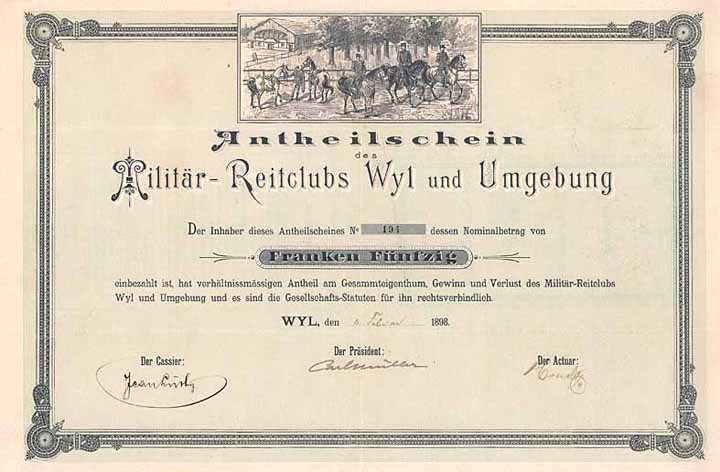 Antheilschein
des
Militär-Reitclubs Wyl und Umgebung
Der Inhaber dieses Antheilscheines No 194 dessen Nominalbetrag von
Franken Fünfzig
einbezahlt ist, hat verhältnissmässigen Antheil am Gesammteigenthum, Gewinn und Verlust des Militär-Reitclubs
Wyl und Umgebung und es sind die Gesellschafts-Statuten für ihn rechtsverbindlich.
WYL, den Februar 1898.
Der Cassier: Der Präsident: Der Actuar: